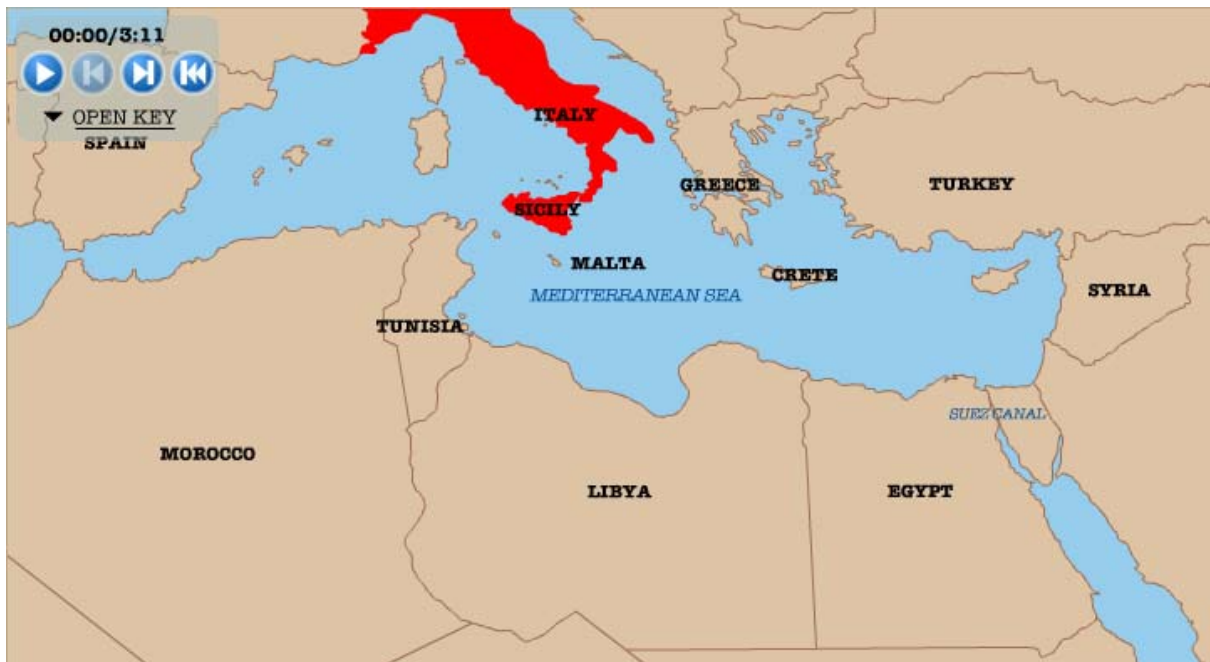 00:00/3:11
OPEN KEY
SPAIN
ITALY
GREECE
TURKEY
SICILY
MALTA
CRETE
MEDITERRANEAN SEA
SYRIA
TUNISIA
SUEZ CANAL
MOROCCO
LIBYA
EGYPT